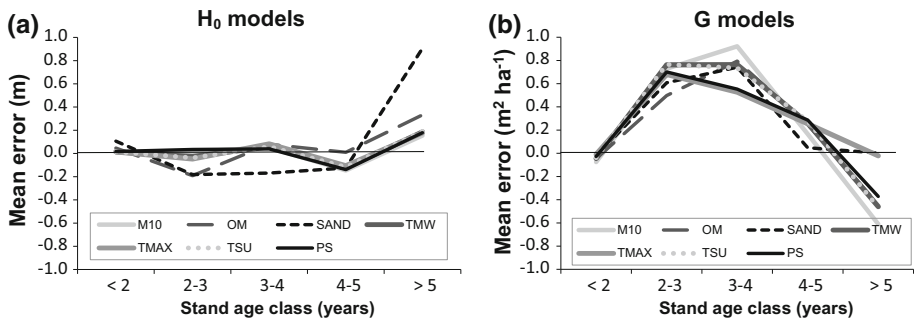 (a)
H₀ models
Mean error (m)
1.0
0.8
0.6
0.4
0.2
0.0
-0.2
-0.4
-0.6
-0.8
-1.0
M10 OM SAND TMW
TMAX TSU PS
< 2 2-3 3-4 4-5 > 5
Stand age class (years)
(b)
G models
Mean error (m² ha⁻¹)
1.0
0.8
0.6
0.4
0.2
0.0
-0.2
-0.4
-0.6
-0.8
-1.0
M10 OM SAND TMW
TMAX TSU PS
< 2 2-3 3-4 4-5 > 5
Stand age class (years)